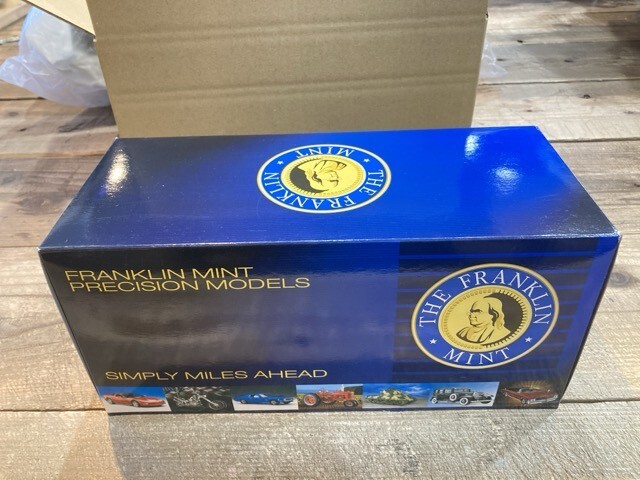 THE FRANKLIN
MINT
FRANKLIN MINT
PRECISION MODELS
THE FRANKLIN
MINT
SIMPLY MILES AHEAD